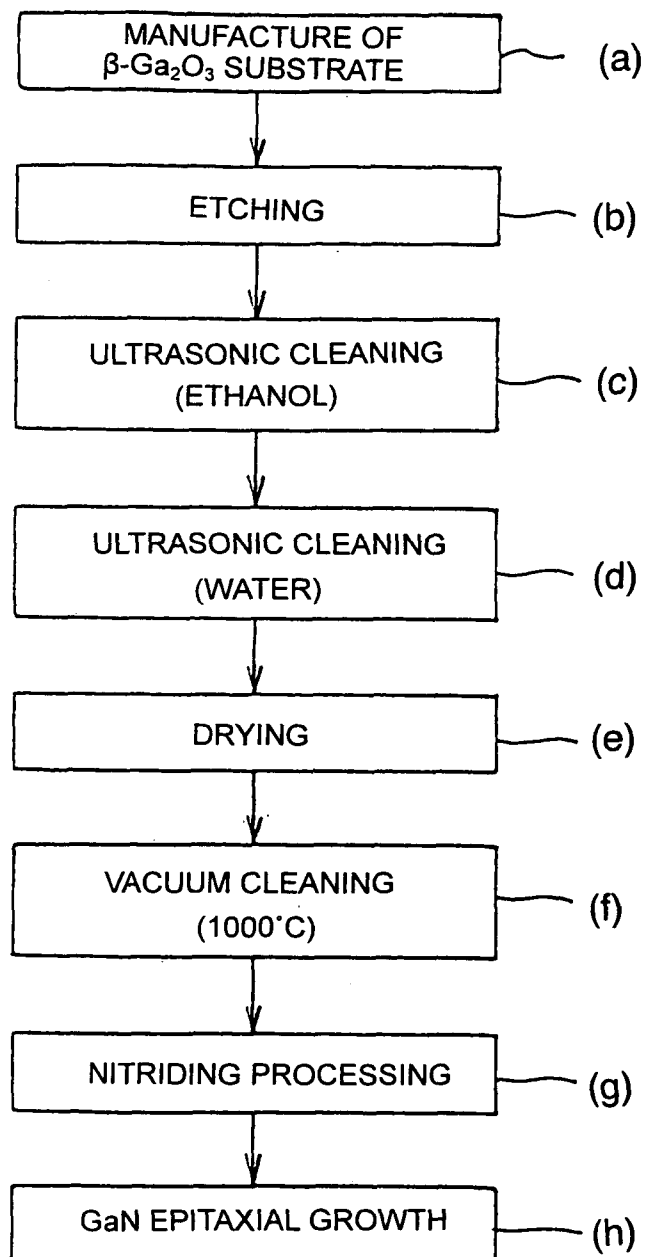 MANUFACTURE OF
β-Ga₂O₃ SUBSTRATE
(a)
ETCHING
(b)
ULTRASONIC CLEANING
(ETHANOL)
(c)
ULTRASONIC CLEANING
(WATER)
(d)
DRYING
(e)
VACUUM CLEANING
(1000°C)
(f)
NITRIDING PROCESSING
(g)
GaN EPITAXIAL GROWTH
(h)